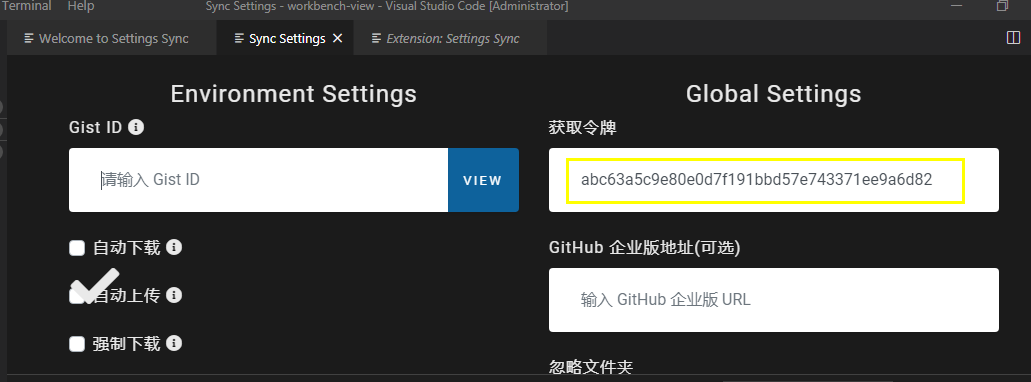 Terminal Help Sync Settings - workbench-view - Visual Studio Code [Administrator]
Welcome to Settings Sync Sync Settings Extension: Settings Sync
Environment Settings
Gist ID
请输入 Gist ID VIEW
自动下载
自动上传
强制下载
Global Settings
获取令牌
abc63a5c9e80e0d7f191bbd57e743371ee9a6d82
GitHub 企业版地址(可选)
输入 GitHub 企业版 URL
忽略文件夹